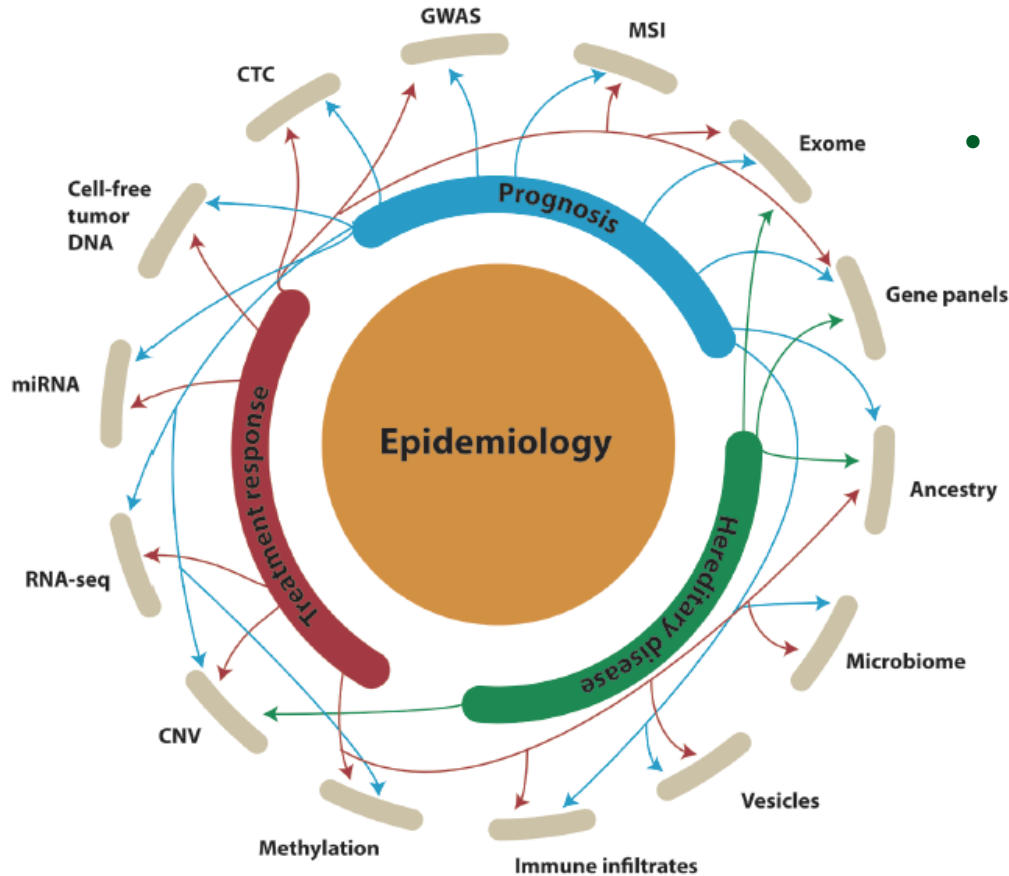 GWAS
MSI
CTC
Exome
Prognosis
Cell-free
tumor
DNA
Gene panels
miRNA
Treatment response
Epidemiology
Ancestry
Hereditary disease
RNA-seq
Microbiome
CNV
Vesicles
Methylation
Immune infiltrates